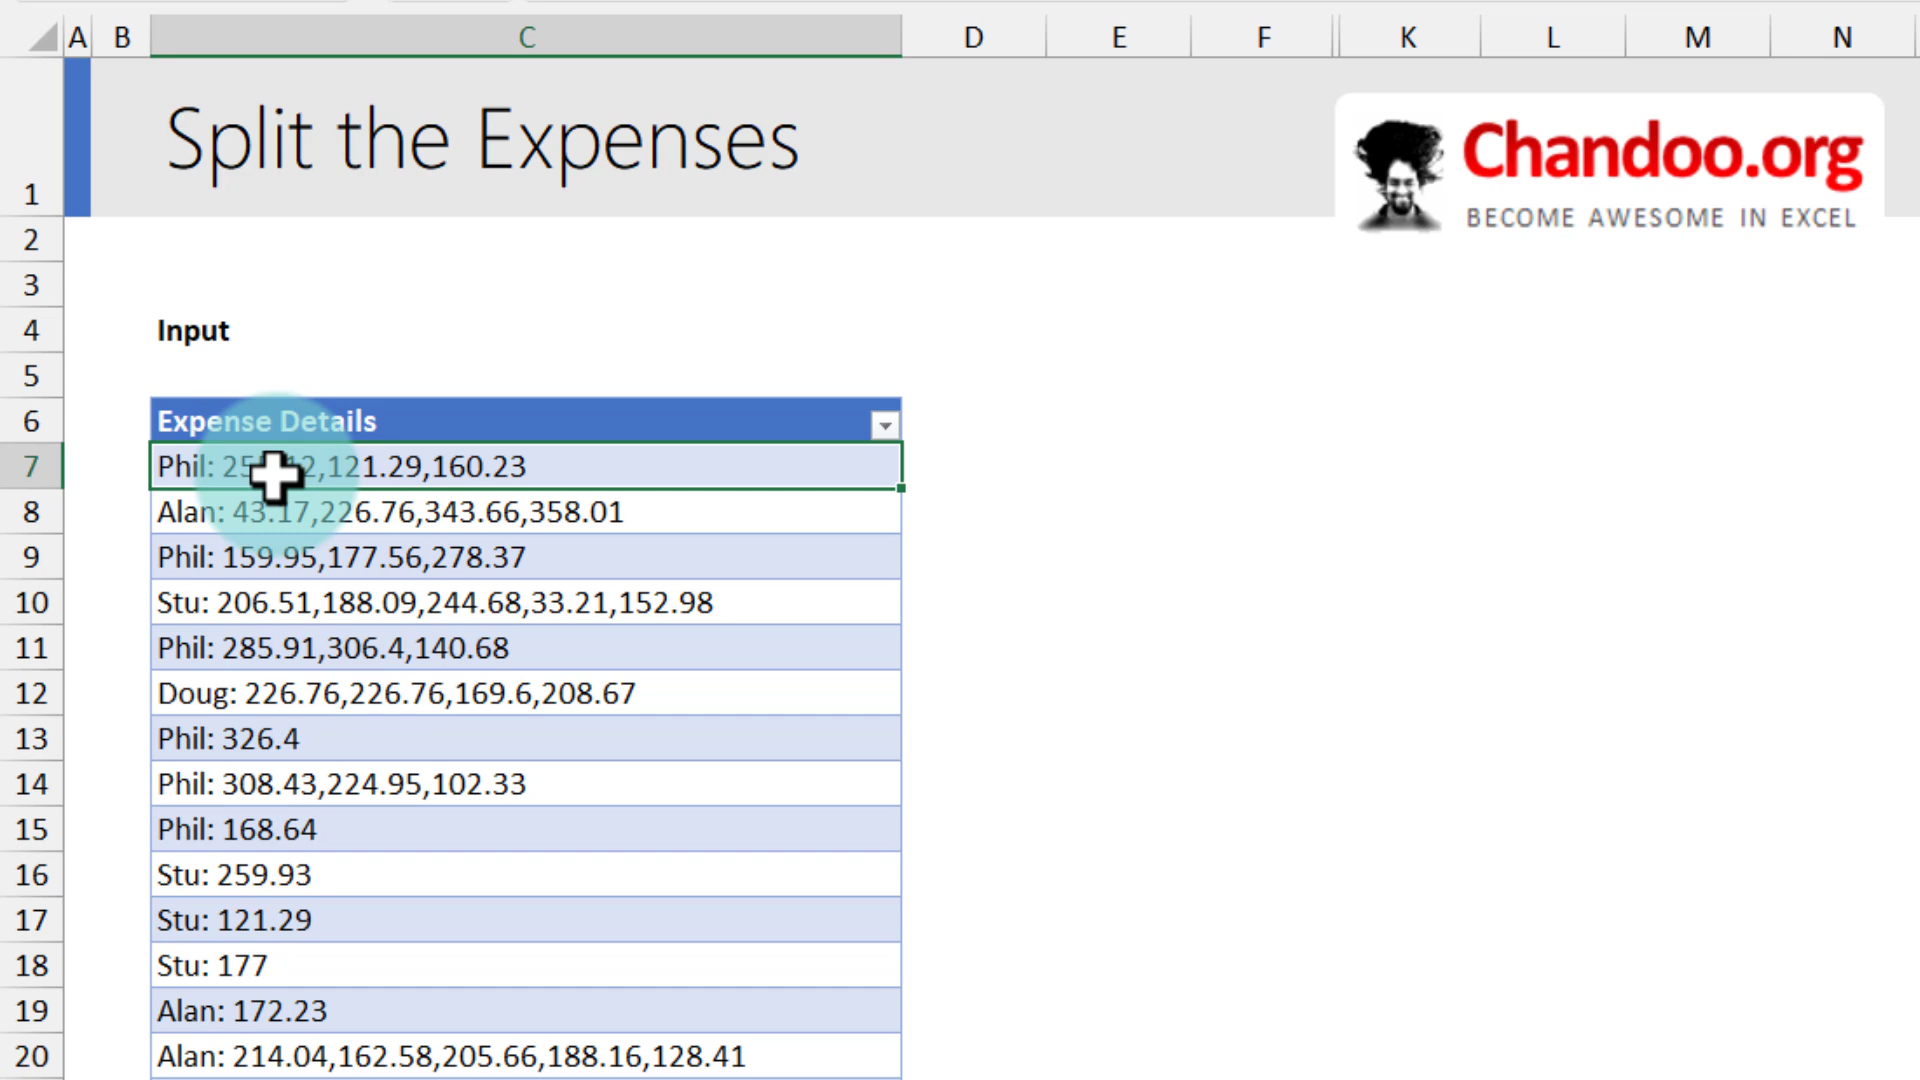 A B C D E F K L M N
1 Split the Expenses
Chandoo.org
BECOME AWESOME IN EXCEL
2
3
4 Input
5
6 Expense Details
7 Phil: ,121.29,160.23
8 Alan: 43.17,226.76,343.66,358.01
9 Phil: 159.95,177.56,278.37
10 Stu: 206.51,188.09,244.68,33.21,152.98
11 Phil: 285.91,306.4,140.68
12 Doug: 226.76,226.76,169.6,208.67
13 Phil: 326.4
14 Phil: 308.43,224.95,102.33
15 Phil: 168.64
16 Stu: 259.93
17 Stu: 121.29
18 Stu: 177
19 Alan: 172.23
20 Alan: 214.04,162.58,205.66,188.16,128.41